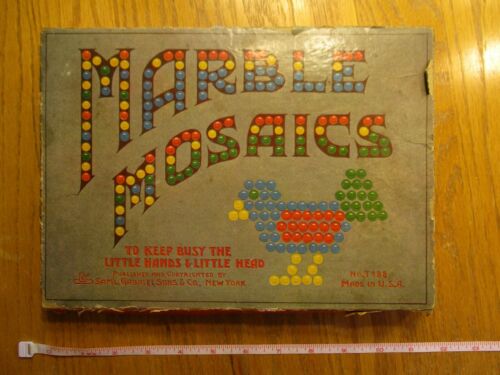 MARBLE
MOSAICS
TO KEEP BUSY THE
LITTLE HANDS & LITTLE HEAD
PUBLISHED AND COPYRIGHTED BY
SAM'L GABRIEL SONS & CO., NEW YORK
No. T188
MADE IN U.S.A.